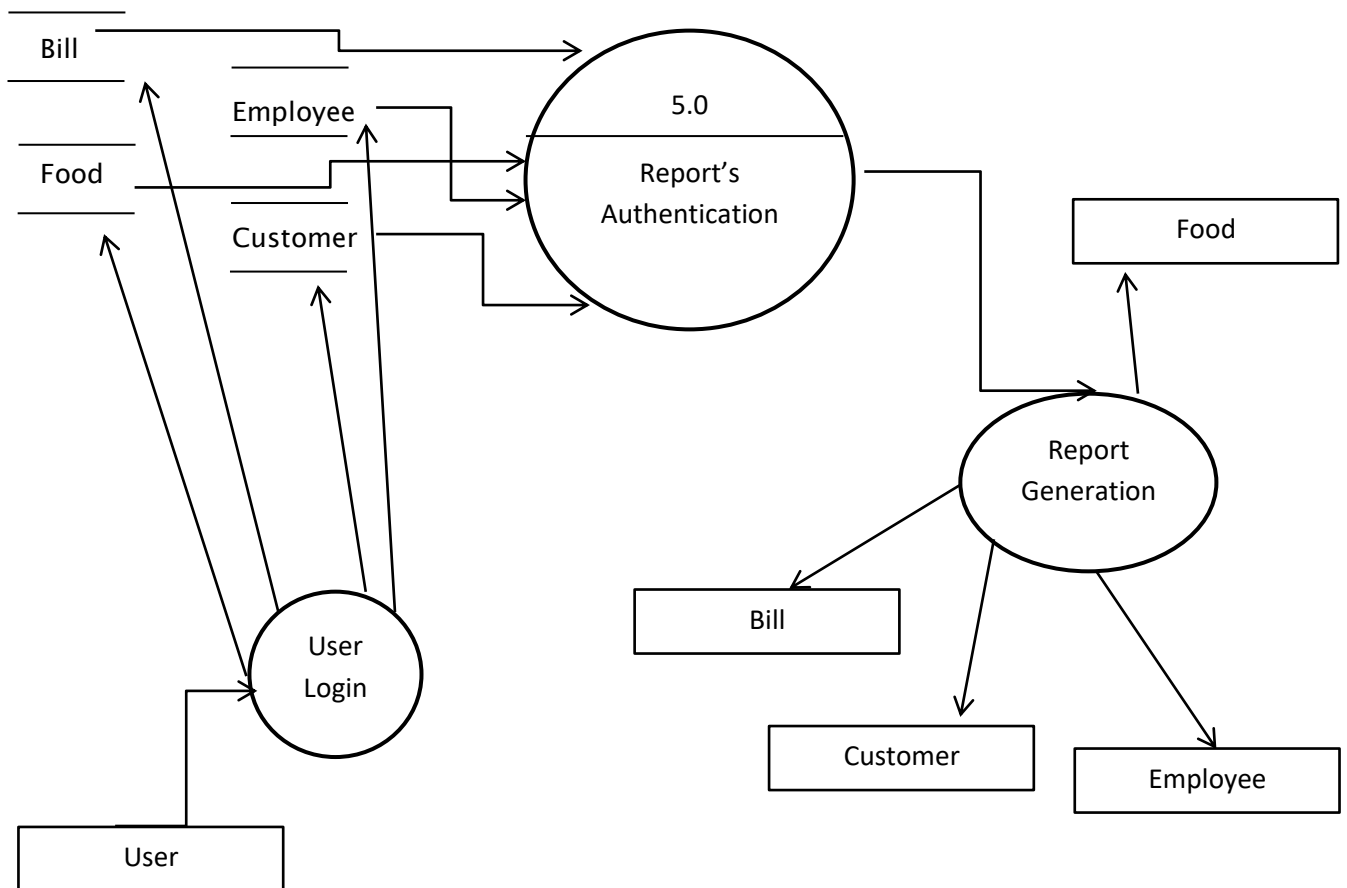 Bill
Employee
Food
Customer
5.0
Report’s
Authentication
Food
Report
Generation
Bill
Customer
Employee
User
Login
User